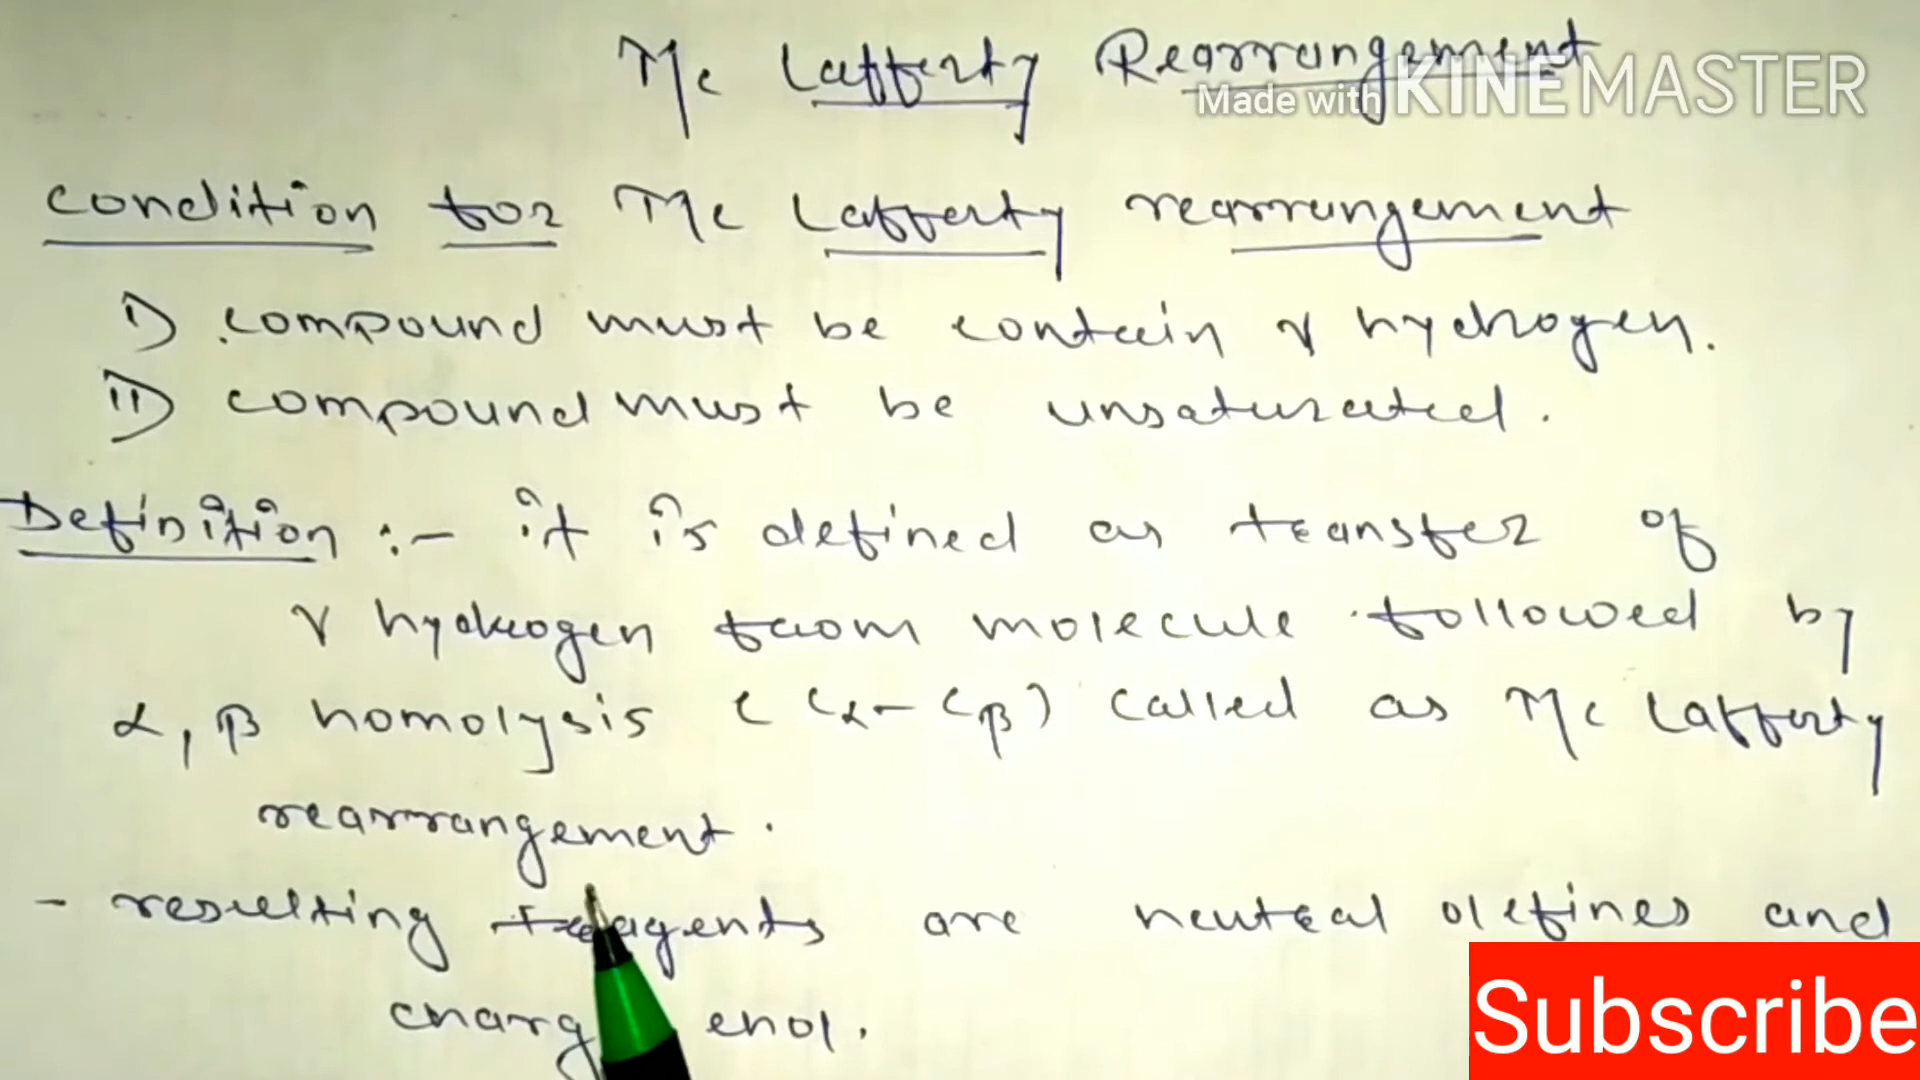 Mc Lafferty Rearrangement
Made with KINEMASTER
condition for Mc Lafferty rearrangement
I) compound must be contain γ hydrogen.
II) compound must be unsaturated.
Definition :- it is defined as transfer of
γ hydrogen from molecule followed by
α, β homolysis (Cα-Cβ) called as Mc Lafferty
rearrangement.
- resulting are neutral olefines and
enol.
Subscribe